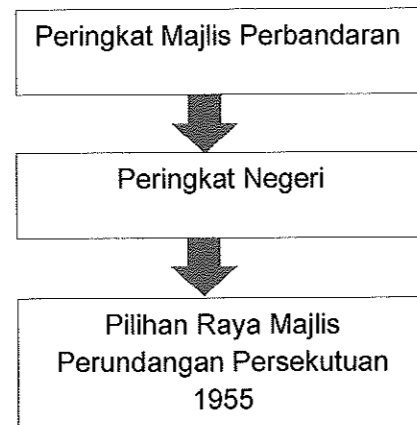 Peringkat Majlis Perbandaran
Peringkat Negeri
Pilihan Raya Majlis
Perundangan Persekutuan
1955